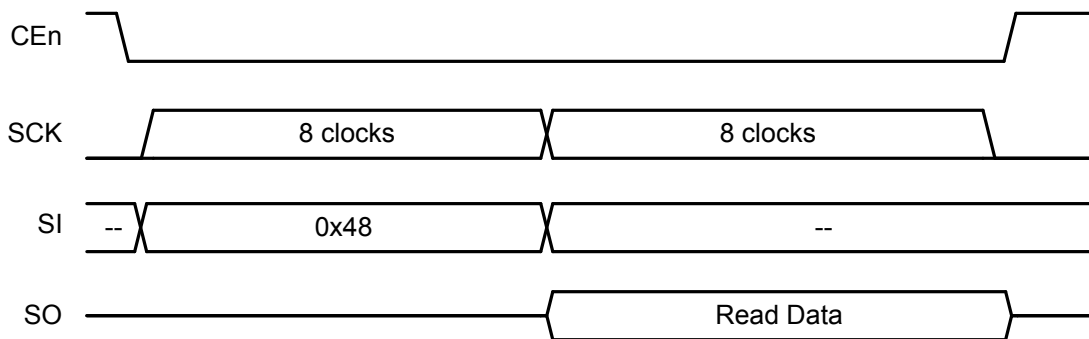 CEn
SCK 8 clocks 8 clocks
SI -- 0x48 --
SO Read Data